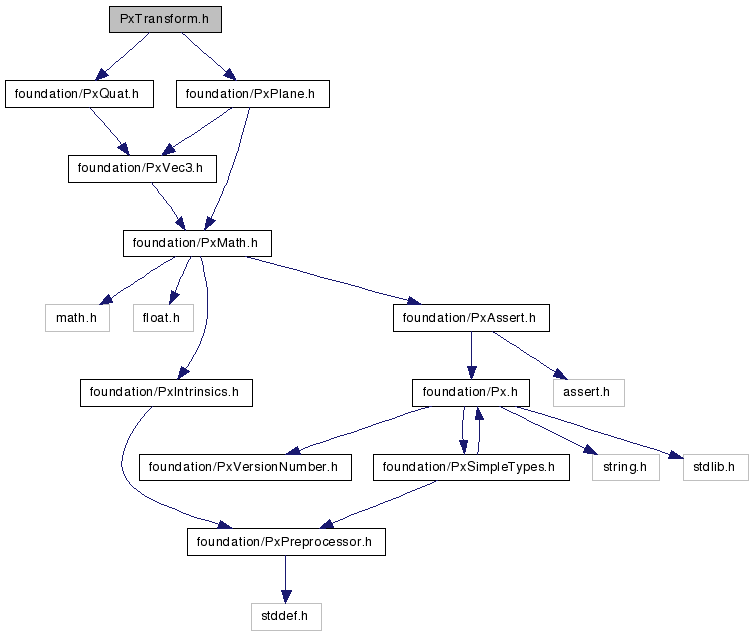 PxTransform.h
foundation/PxQuat.h
foundation/PxPlane.h
foundation/PxVec3.h
foundation/PxMath.h
math.h
float.h
foundation/PxAssert.h
foundation/PxIntrinsics.h
foundation/Px.h
assert.h
foundation/PxVersionNumber.h
foundation/PxSimpleTypes.h
string.h
stdlib.h
foundation/PxPreprocessor.h
stddef.h